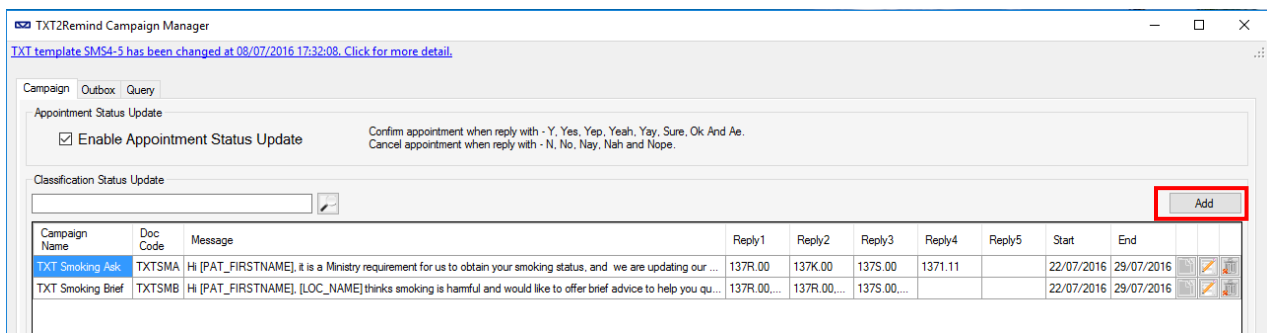 TXT2Remind Campaign Manager
TXT template SMS4-5 has been changed at 08/07/2016 17:32:08. Click for more detail.
Campaign Outbox Query
Appointment Status Update
Enable Appointment Status Update
Confirm appointment when reply with - Y, Yes, Yep, Yeah, Yay, Sure, Ok And Ae.
Cancel appointment when reply with - N, No, Nay, Nah and Nope.
Classification Status Update
Add
Campaign Name Doc Code Message Reply1 Reply2 Reply3 Reply4 Reply5 Start End
TXT Smoking Ask TXTSMA Hi [PAT_FIRSTNAME], it is a Ministry requirement for us to obtain your smoking status, and we are updating our ... 137R.00 137K.00 137S.00 1371.11 22/07/2016 29/07/2016
TXT Smoking Brief TXTSMB Hi [PAT_FIRSTNAME], [LOC_NAME] thinks smoking is harmful and would like to offer brief advice to help you qu... 137R.00,... 137R.00,... 137S.00,... 22/07/2016 29/07/2016